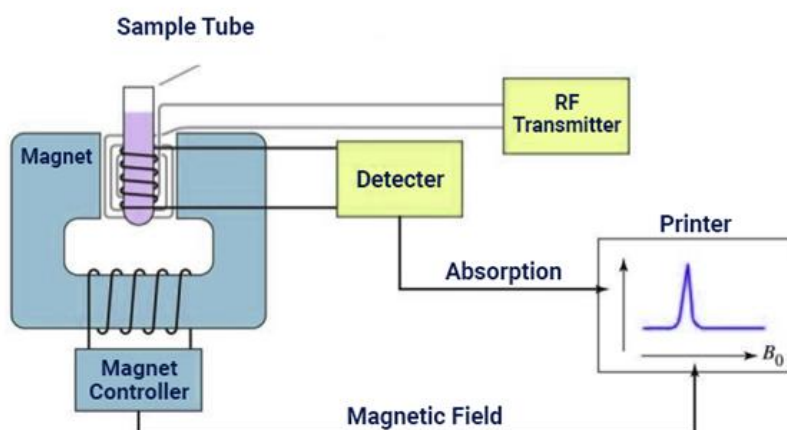 Sample Tube
RF
Transmitter
Magnet
Detecter
Printer
Absorption
B0
Magnet
Controller
Magnetic Field